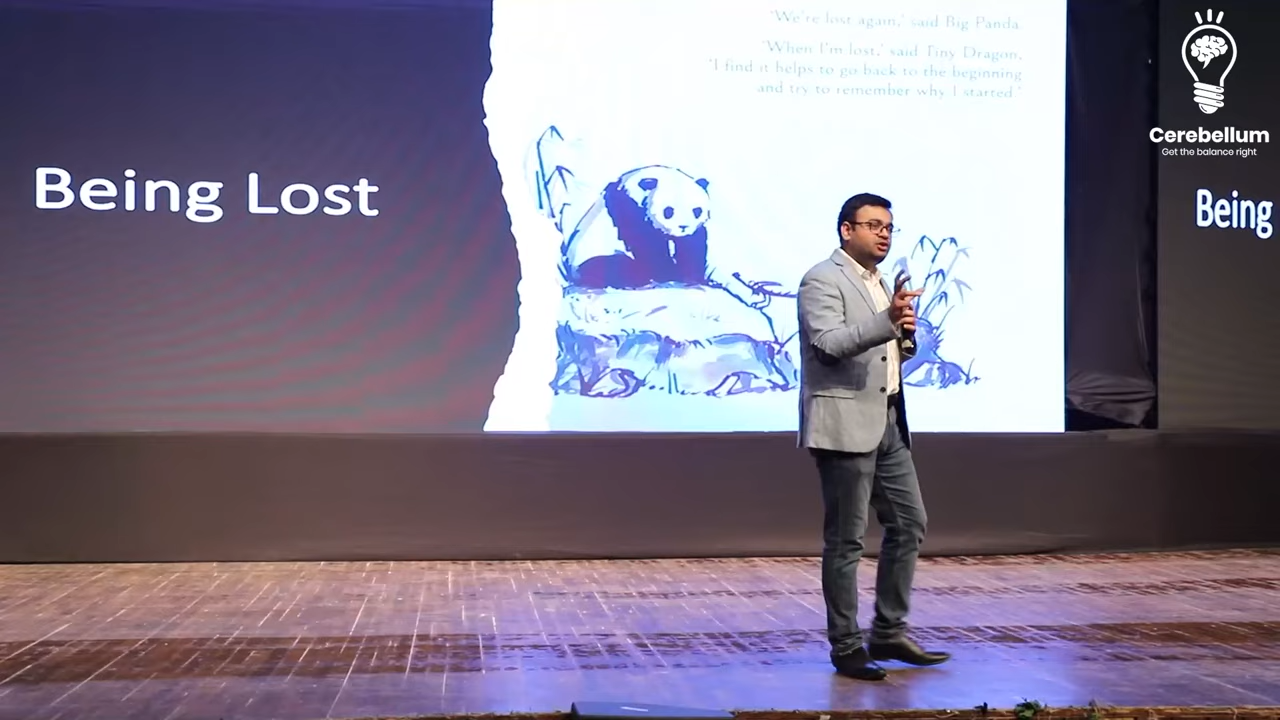 'We're lost again,' said Big Panda.
'When I'm lost,' said Tiny Dragon,
'I find it helps to go back to the beginning
and try to remember why I started.'
Being Lost
Cerebellum
Get the balance right
Being